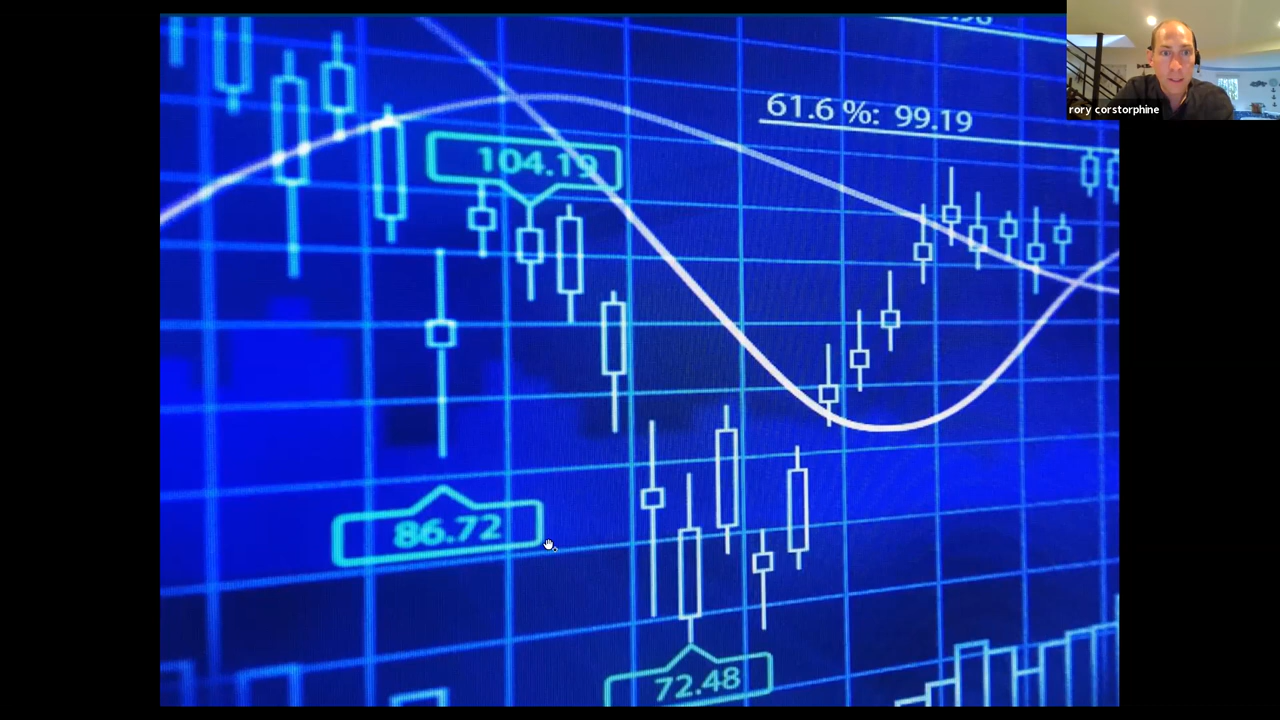 61.6 %: 99.19
rory corstorphine
104.19
86.72
72.48